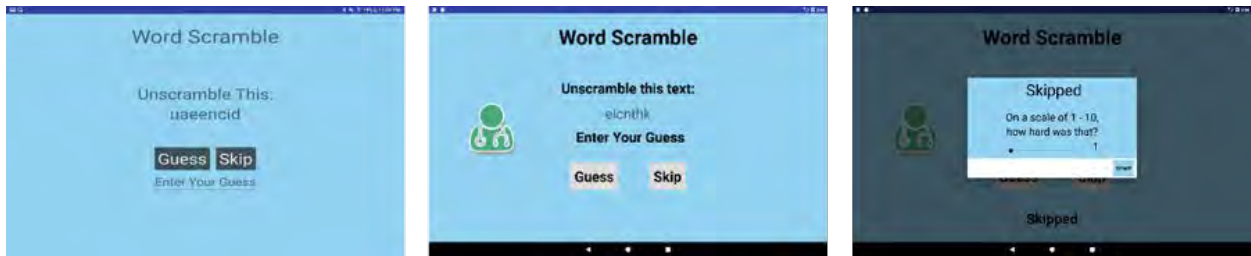 Word Scramble
Unscramble This:
uaeencid
Guess Skip
Enter Your Guess
Word Scramble
Unscramble this text:
elcnthk
Enter Your Guess
Guess Skip
Word Scramble
Skipped
On a scale of 1 - 10,
how hard was that?
1
Skipped